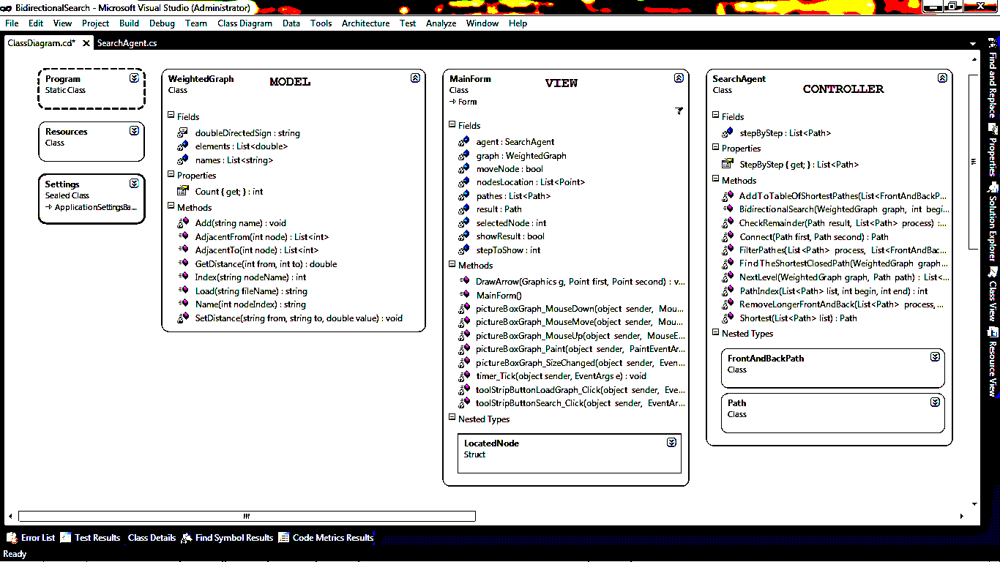 BidirectionalSearch - Microsoft Visual Studio (Administrator)
File Edit View Project Build Debug Team Class Diagram Data Tools Architecture Test Analyze Window Help
ClassDiagram.cd* SearchAgent.cs
Program
Static Class
Resources
Class
Settings
Sealed Class
ApplicationSettingsBa...
WeightedGraph
Class
MODEL
Fields
doubleDirectedSign : string
elements : List<double>
names : List<string>
Properties
Count { get; } : int
Methods
Add(string name) : void
AdjacentFrom(int node) : List<int>
AdjacentTo(int node) : List<int>
GetDistance(int from, int to) : double
Index(string nodeName) : int
Load(string fileName) : string
Name(int nodeIndex) : string
SetDistance(string from, string to, double value) : void
MainForm
Class
Form
VIEW
Fields
agent : SearchAgent
graph : WeightedGraph
moveNode : bool
nodesLocation : List<Point>
pathes : List<Path>
result : Path
selectedNode : int
showResult : bool
stepToShow : int
Methods
DrawArrow(Graphics g, Point first, Point second) : v...
MainForm()
pictureBoxGraph_MouseDown(object sender, Mou...
pictureBoxGraph_MouseMove(object sender, Mou...
pictureBoxGraph_MouseUp(object sender, MouseE...
pictureBoxGraph_Paint(object sender, PaintEventAr...
pictureBoxGraph_SizeChanged(object sender, Even...
timer_Tick(object sender, EventArgs e) : void
toolStripButtonLoadGraph_Click(object sender, Eve...
toolStripButtonSearch_Click(object sender, EventAr...
Nested Types
LocatedNode
Struct
SearchAgent
Class
CONTROLLER
Fields
stepByStep : List<Path>
Properties
StepByStep { get; } : List<Path>
Methods
AddToTableOfShortestPathes(List<FrontAndBackP...
BidirectionalSearch(WeightedGraph graph, int begi...
CheckRemainder(Path result, List<Path> process) :...
Connect(Path first, Path second) : Path
FilterPathes(List<Path> process, List<FrontAndBac...
FindTheShortestClosedPath(WeightedGraph graph...
NextLevel(WeightedGraph graph, Path path) : List<...
PathIndex(List<Path> list, int begin, int end) : int
RemoveLongerFrontAndBack(List<Path> process,...
Shortest(List<Path> list) : Path
Nested Types
FrontAndBackPath
Class
Path
Class
Find and Replace
Properties
Solution Explorer
Class View
Resource View
Error List Test Results Class Details Find Symbol Results Code Metrics Results
Ready